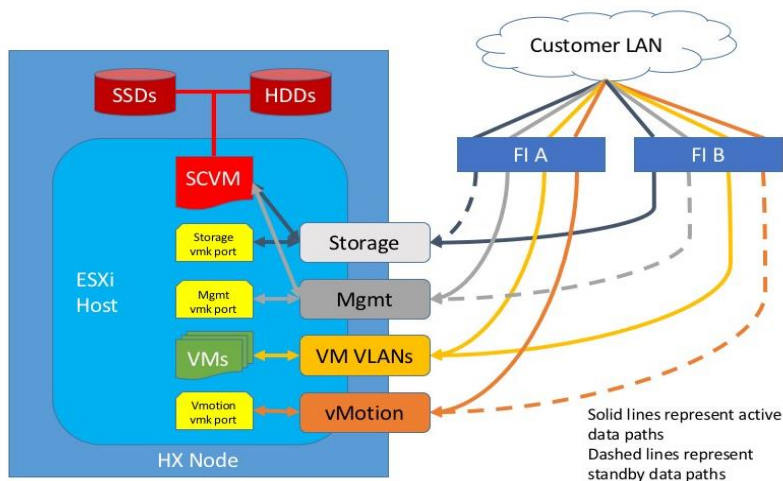 Customer LAN
SSDs
HDDs
FI A
FI B
SCVM
Storage
vmk port
Storage
ESXi
Host
Mgmt
vmk port
Mgmt
VMs
VM VLANs
Vmotion
vmk port
vMotion
HX Node
Solid lines represent active
data paths
Dashed lines represent
standby data paths